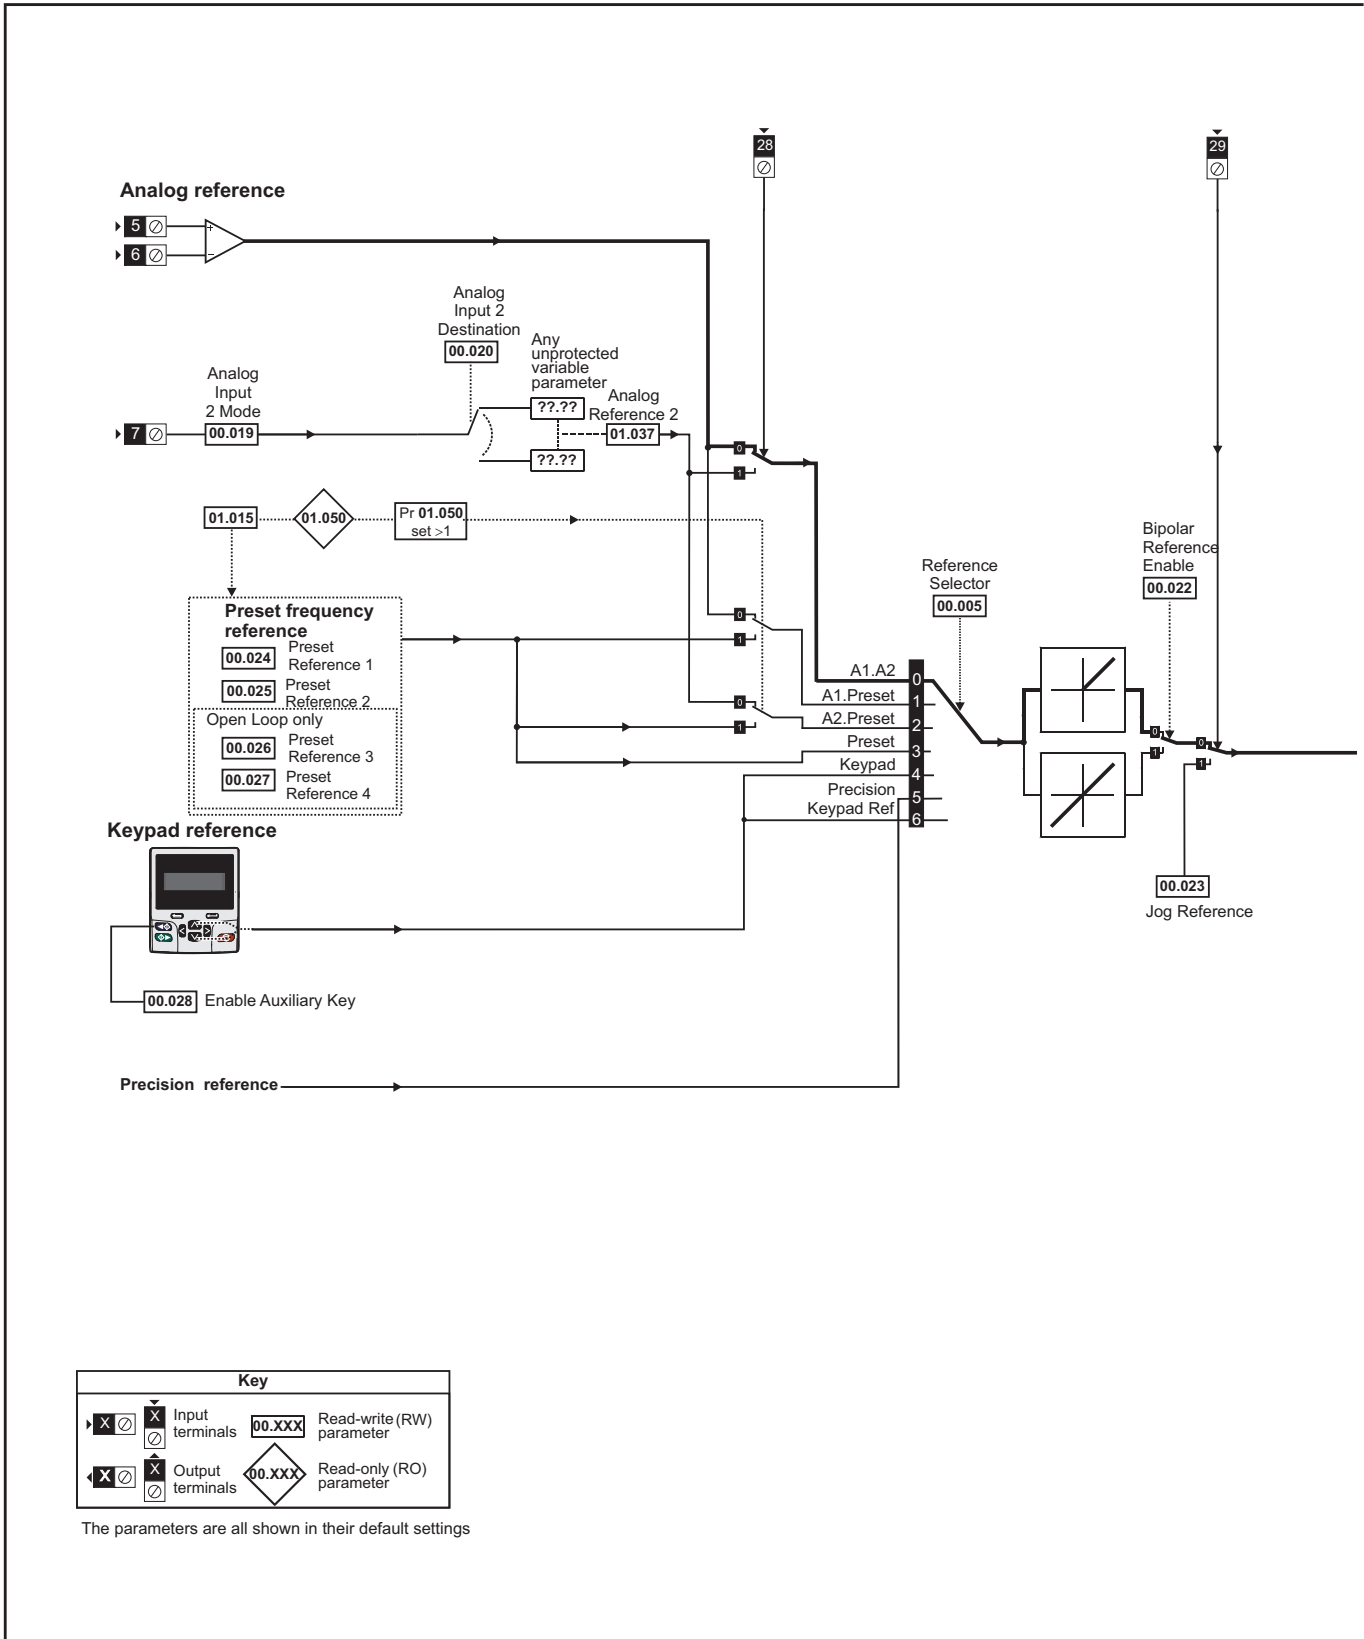 28
29
Analog reference
5
+
6
−
Analog
Input 2
Destination
00.020
Any
unprotected
variable
parameter
Analog
Input
2 Mode
??.??
Analog
Reference 2
7
00.019
01.037
??.??
0
1
01.015
01.050
Pr 01.050
set >1
Bipolar
Reference
Enable
00.022
Reference
Selector
00.005
Preset frequency
reference
00.024
Preset
Reference 1
00.025
Preset
Reference 2
Open Loop only
00.026
Preset
Reference 3
00.027
Preset
Reference 4
0
1
0
1
A1.A2
0
A1.Preset
1
A2.Preset
2
Preset
3
Keypad
4
Precision
5
Keypad Ref
6
0
1
0
1
00.023
Jog Reference
Keypad reference
00.028
Enable Auxiliary Key
Precision reference
Key
X
X
Input
terminals
00.XXX
Read-write (RW)
parameter
X
X
Output
terminals
00.XXX
Read-only (RO)
parameter
The parameters are all shown in their default settings